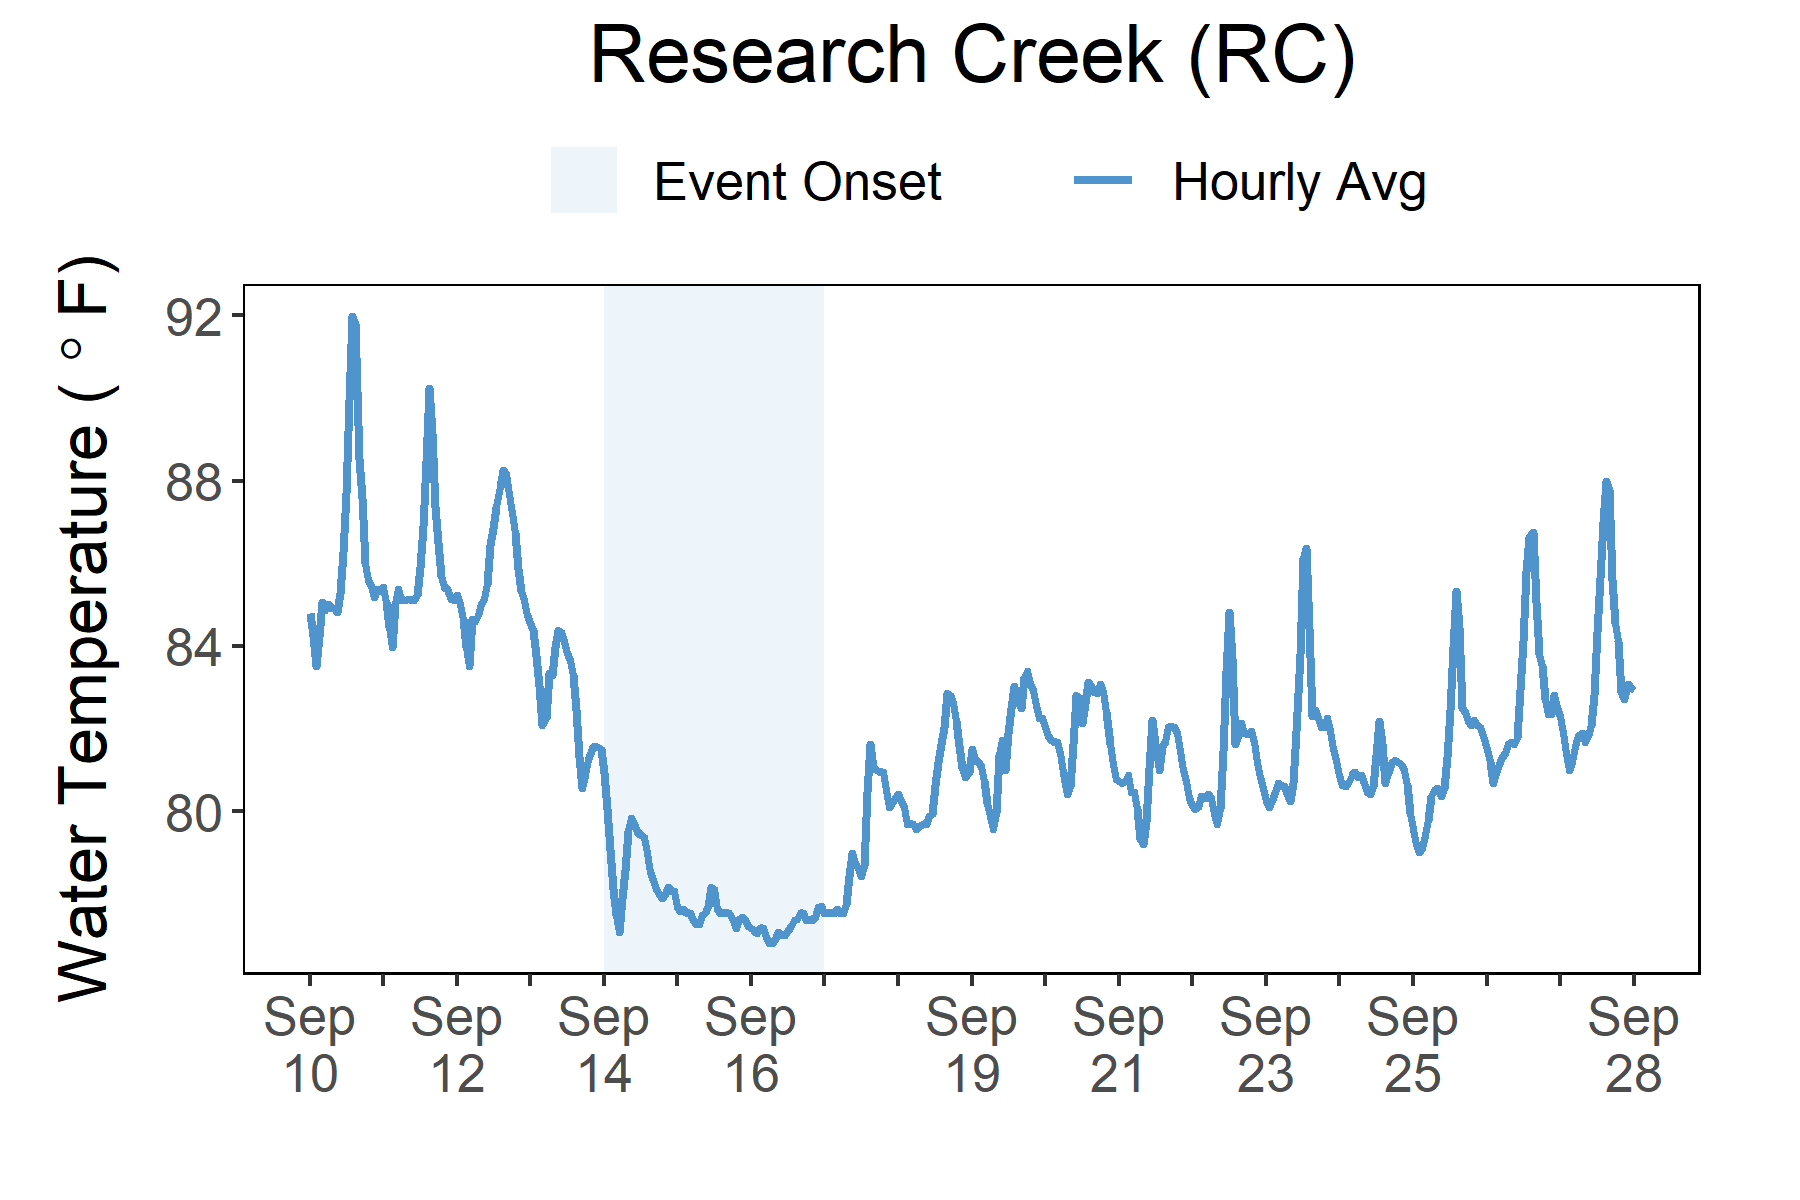 Research Creek (RC)
Event Onset
Hourly Avg
Water Temperature ( ° F)
92
88
84
80
Sep Sep Sep Sep Sep Sep Sep Sep Sep
10 12 14 16 19 21 23 25 28